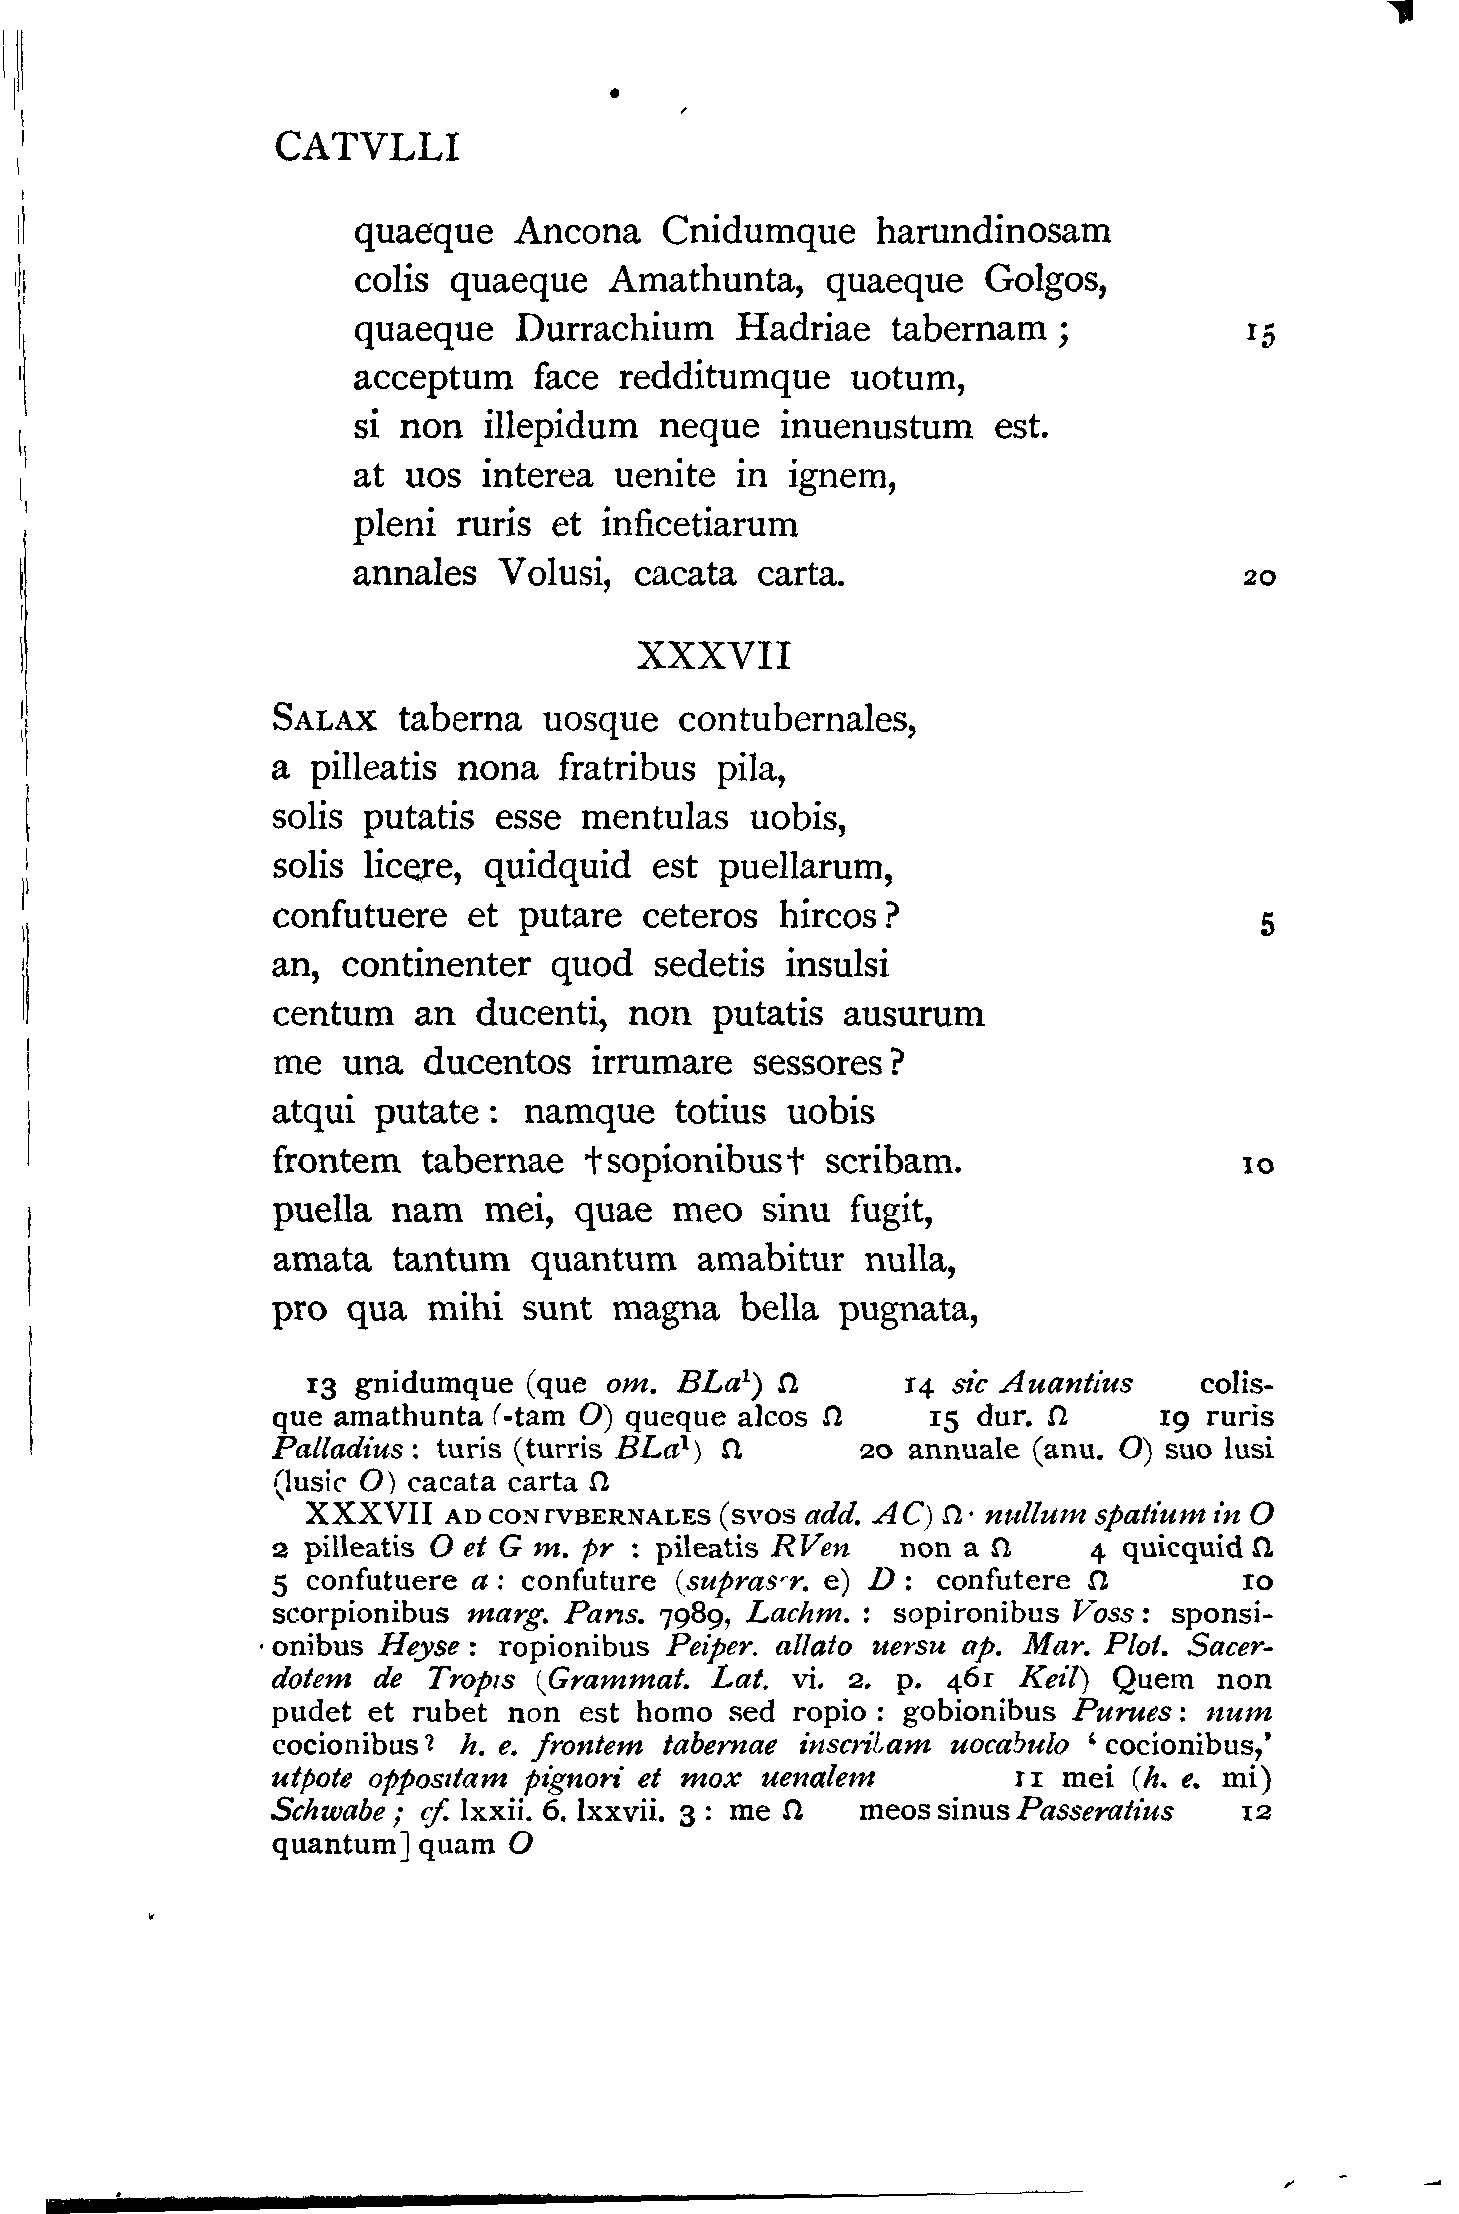 CATVLLI
quaeque Ancona Cnidumque harundinosam
colis quaeque Amathunta, quaeque Golgos,
quaeque Durrachium Hadriae tabernam ; 15
acceptum face redditumque uotum,
si non illepidum neque inuenustum est.
at uos interea uenite in ignem,
pleni ruris et inficetiarum
annales Volusi, cacata carta. 20
XXXVII
SALAX taberna uosque contubernales,
a pilleatis nona fratribus pila,
solis putatis esse mentulas uobis,
solis licere, quidquid est puellarum,
confutuere et putare ceteros hircos? 5
an, continenter quod sedetis insulsi
centum an ducenti, non putatis ausurum
me una ducentos irrumare sessores?
atqui putate : namque totius uobis
frontem tabernae †sopionibus† scribam. 10
puella nam mei, quae meo sinu fugit,
amata tantum quantum amabitur nulla,
pro qua mihi sunt magna bella pugnata,
13 gnidumque (que om. BLa¹) Ω 14 sic Auantius colis-
que amathunta (-tam O) queque alcos Ω 15 dur. Ω 19 ruris
Palladius : turis (turris BLa¹) Ω 20 annuale (anu. O) suo lusi
(lusic O) cacata carta Ω
XXXVII AD CONTVBERNALES (SVOS add. AC) Ω· nullum spatium in O
2 pilleatis O et G m. pr : pileatis RVen non a Ω 4 quicquid Ω
5 confutuere a : confuture (suprascr. e) D : confutere Ω 10
scorpionibus marg. Paris. 7989, Lachm. : sopironibus Voss : sponsi-
onibus Heyse : ropionibus Peiper. allato uersu ap. Mar. Plot. Sacer-
dotem de Tropis (Grammat. Lat. vi. 2. p. 461 Keil) Quem non
pudet et rubet non est homo sed ropio : gobionibus Purues : num
cocionibus? h. e. frontem tabernae inscribam uocabulo ‘cocionibus,’
utpote oppositam pignori et mox uenalem 11 mei (h. e. mi)
Schwabe ; cf. lxxii. 6. lxxvii. 3 : me Ω meos sinus Passeratius 12
quantum] quam O